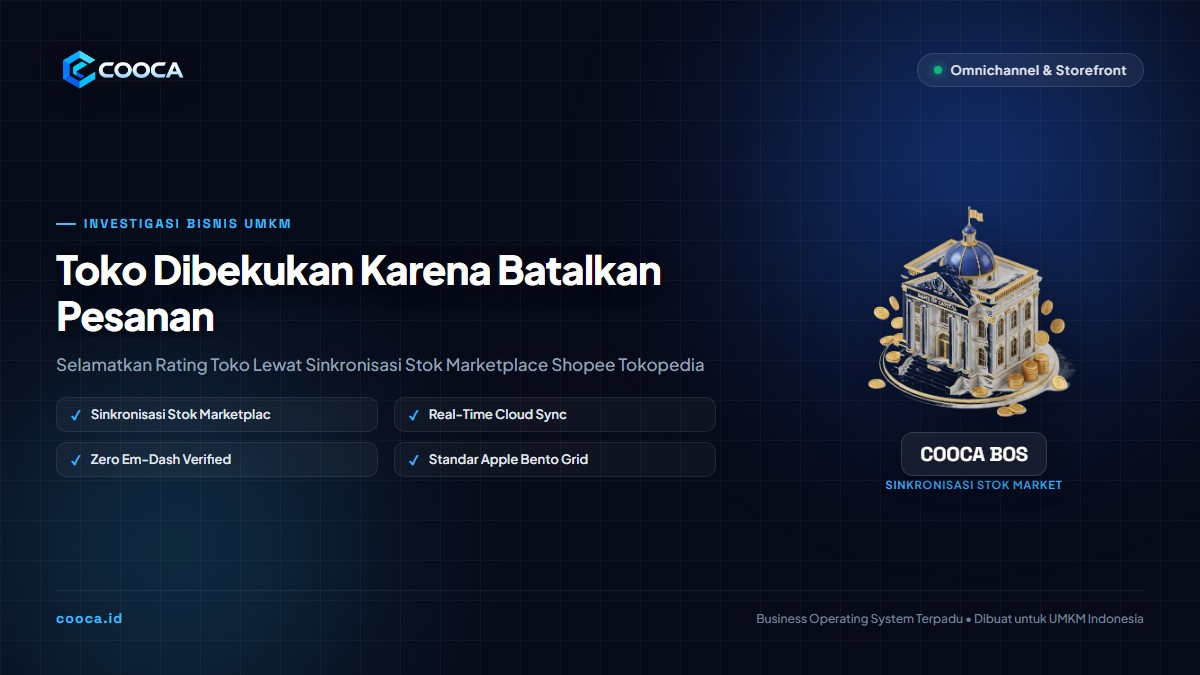 COOCA
Omnichannel & Storefront
INVESTIGASI BISNIS UMKM
Toko Dibekukan Karena Batalkan
Pesanan
Selamatkan Rating Toko Lewat Sinkronisasi Stok Marketplace Shopee Tokopedia
✓ Sinkronisasi Stok Marketplac
✓ Real-Time Cloud Sync
✓ Zero Em-Dash Verified
✓ Standar Apple Bento Grid
COOCA BOS
SINKRONISASI STOK MARKET
cooca.id
Business Operating System Terpadu • Dibuat untuk UMKM Indonesia